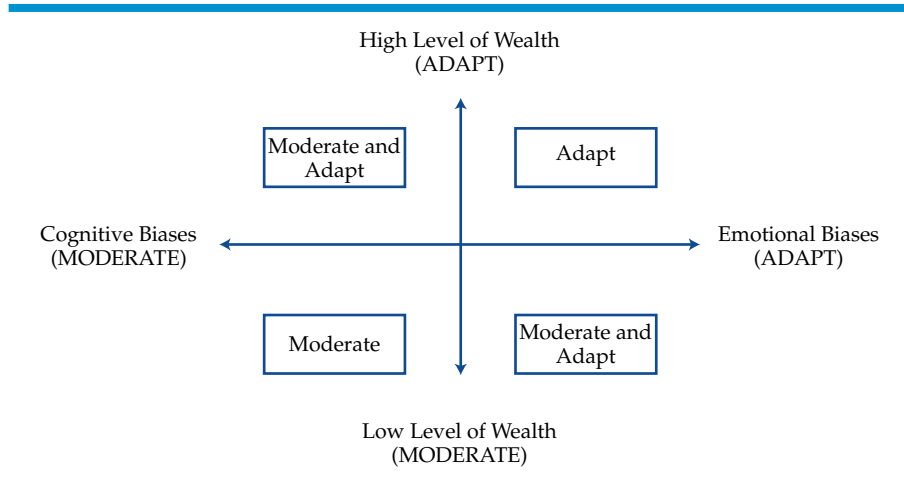 High Level of Wealth
(ADAPT)
Moderate and
Adapt
Adapt
Cognitive Biases
(MODERATE)
Emotional Biases
(ADAPT)
Moderate
Moderate and
Adapt
Low Level of Wealth
(MODERATE)